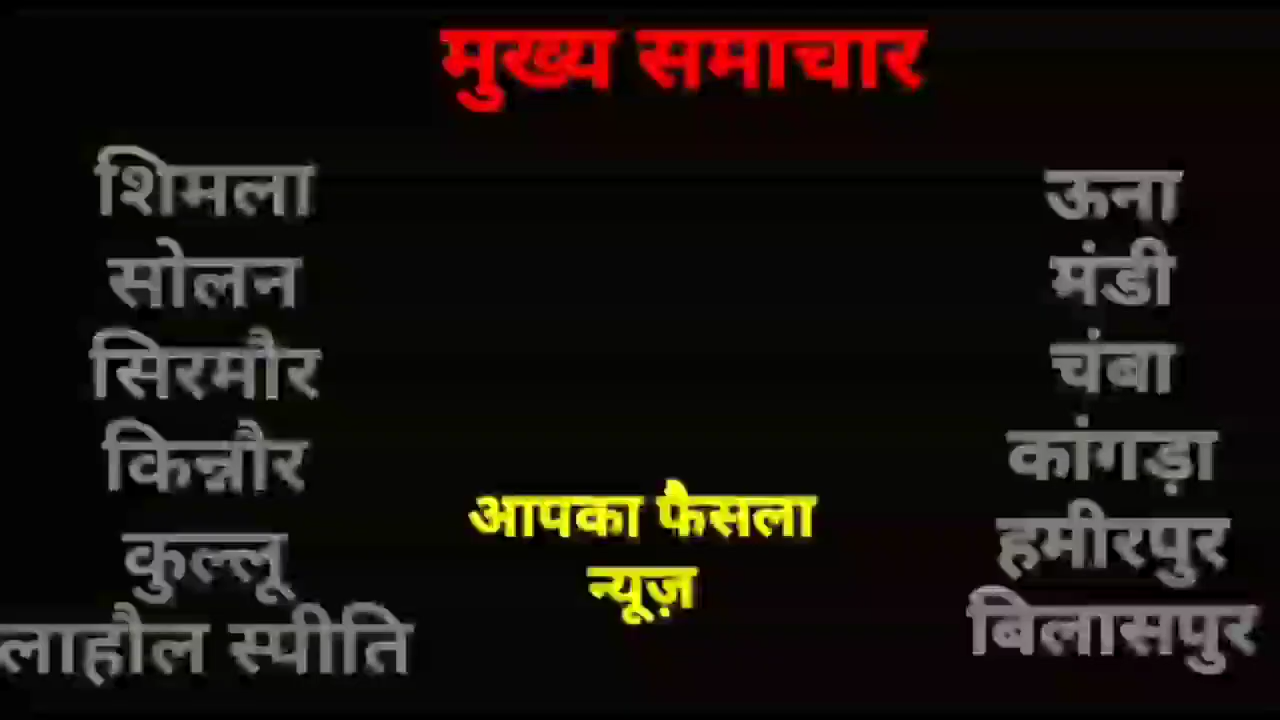 मुख्य समाचार
शिमला
सोलन
सिरमौर
किन्नौर
कुल्लू
लाहौल स्पीति
ऊना
मंडी
चंबा
कांगड़ा
हमीरपुर
बिलासपुर
आपका फैसला
न्यूज़